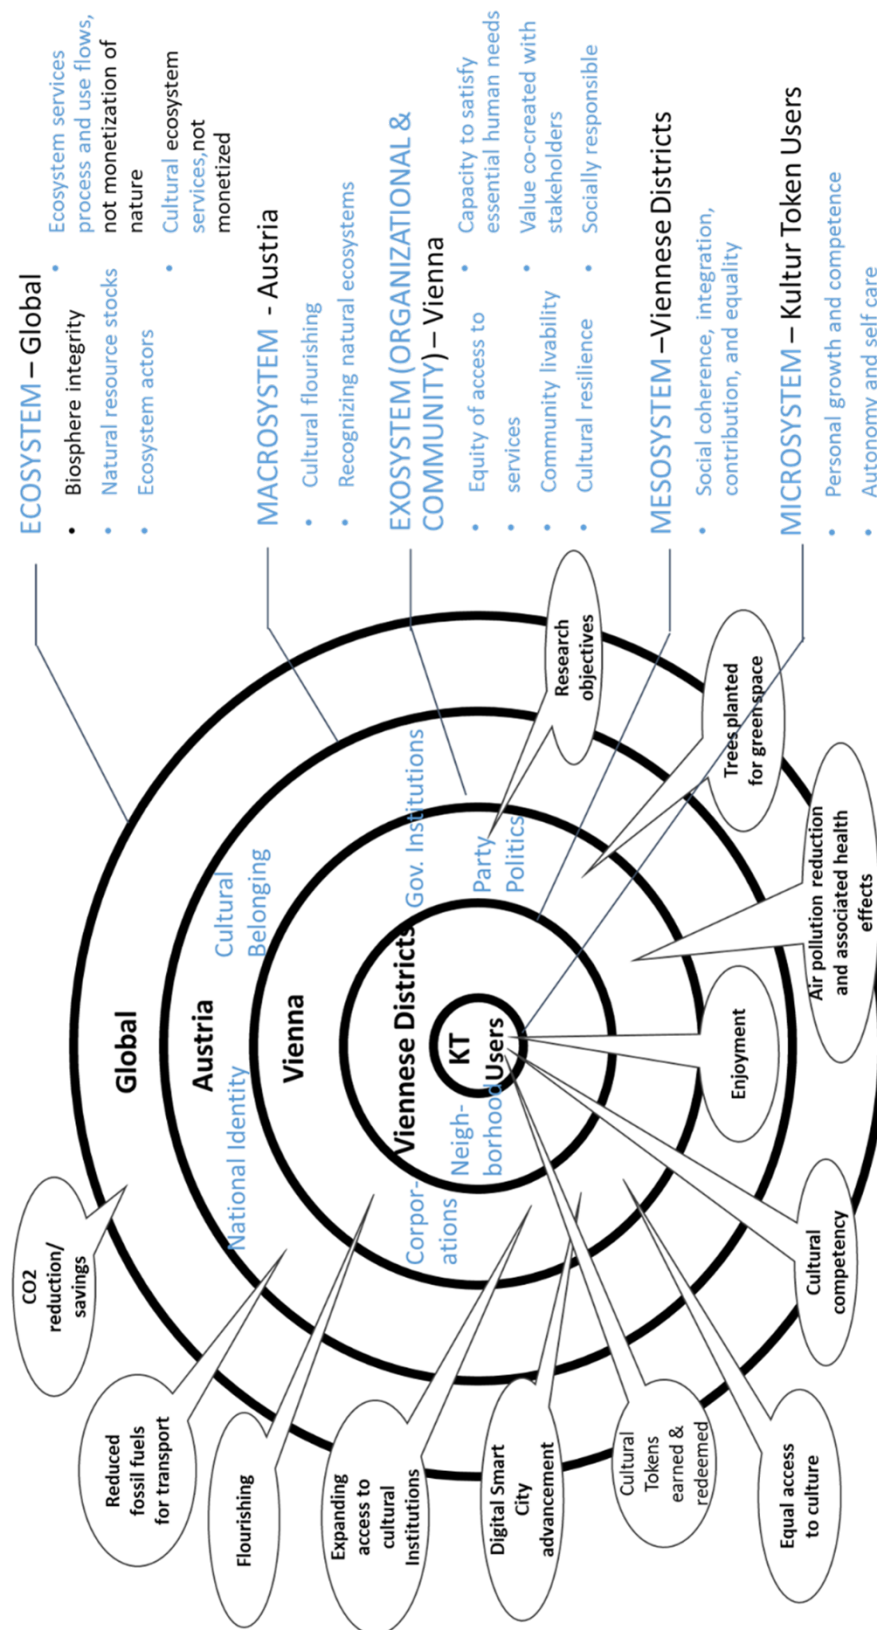 CO2
reduction/
savings
Reduced
fossil fuels
for transport
Flourishing
Expanding
access to
cultural
Institutions
Digital Smart
City
advancement
Cultural
Tokens
earned &
redeemed
Equal access
to culture
Cultural
competency
Enjoyment
Air pollution reduction
and associated health
effects
Trees planted
for green space
Research
objectives
Global
Austria
National Identity
Cultural
Belonging
Vienna
Corpor-
ations
Gov. Institutions
Party
Politics
Viennese Districts
Neigh-
borhood
KT
Users
ECOSYSTEM – Global
• Biosphere integrity
• Natural resource stocks
• Ecosystem actors
• Ecosystem services
process and use flows,
not monetization of
nature
• Cultural ecosystem
services,not
monetized
MACROSYSTEM - Austria
• Cultural flourishing
• Recognizing natural ecosystems
EXOSYSTEM (ORGANIZATIONAL &
COMMUNITY) – Vienna
• Equity of access to
• services
• Community livability
• Cultural resilience
• Capacity to satisfy
essential human needs
• Value co-created with
stakeholders
• Socially responsible
MESOSYSTEM –Viennese Districts
• Social coherence, integration,
contribution, and equality
MICROSYSTEM – Kultur Token Users
• Personal growth and competence
• Autonomy and self care